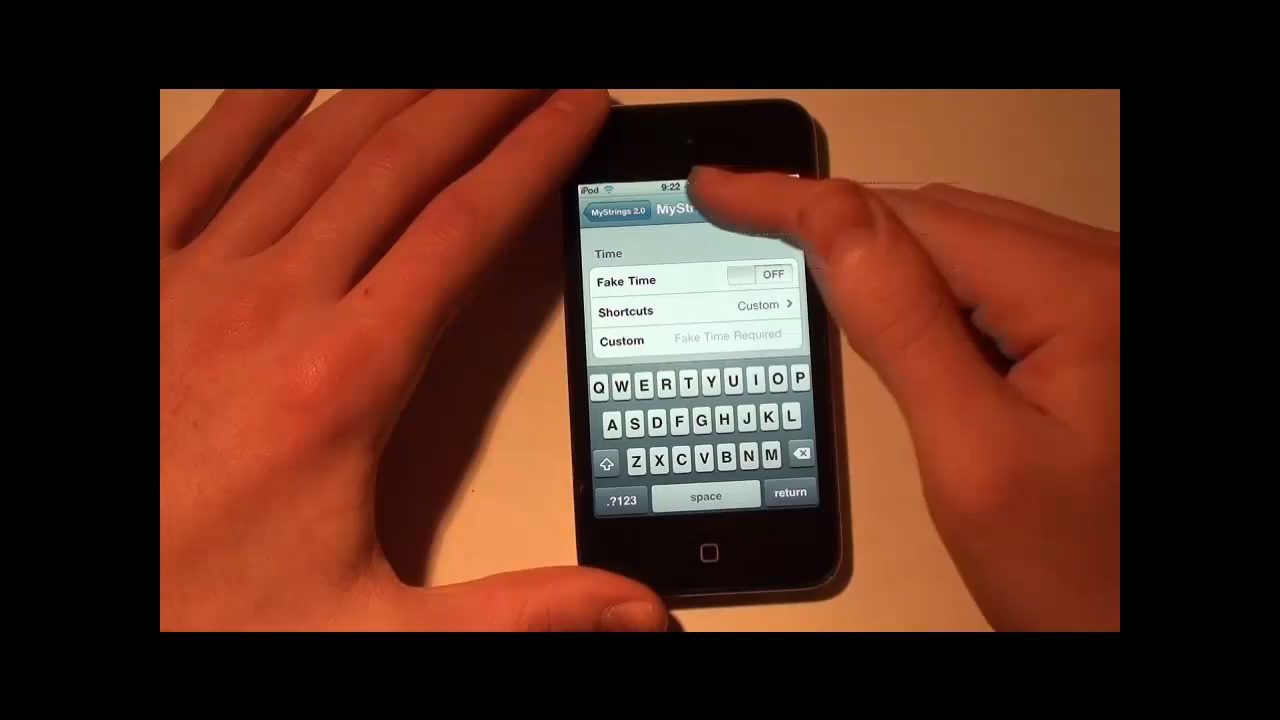 iPod 9:22
MyStrings 2.0
Time
Fake Time OFF
Shortcuts Custom
Custom Fake Time Required
Q W E R T Y U I O P
A S D F G H J K L
Z X C V B N M
.?123 space return